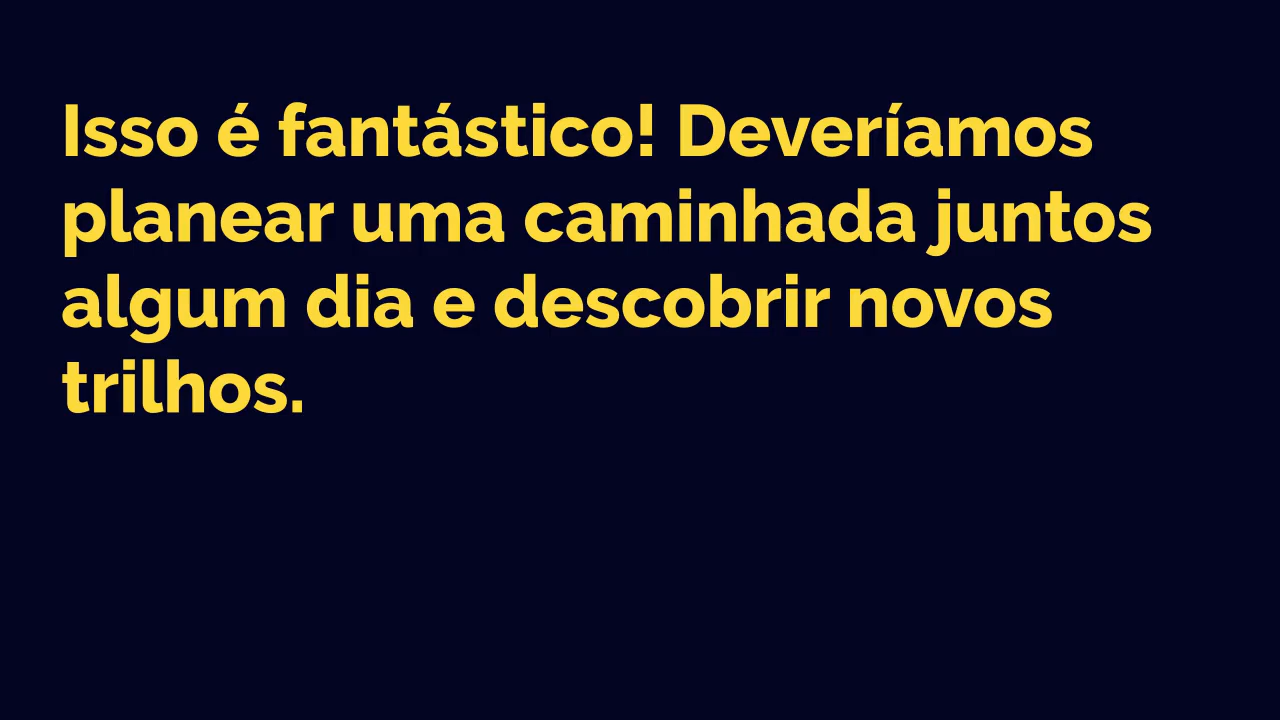 Isso é fantástico! Deveríamos
planear uma caminhada juntos
algum dia e descobrir novos
trilhos.